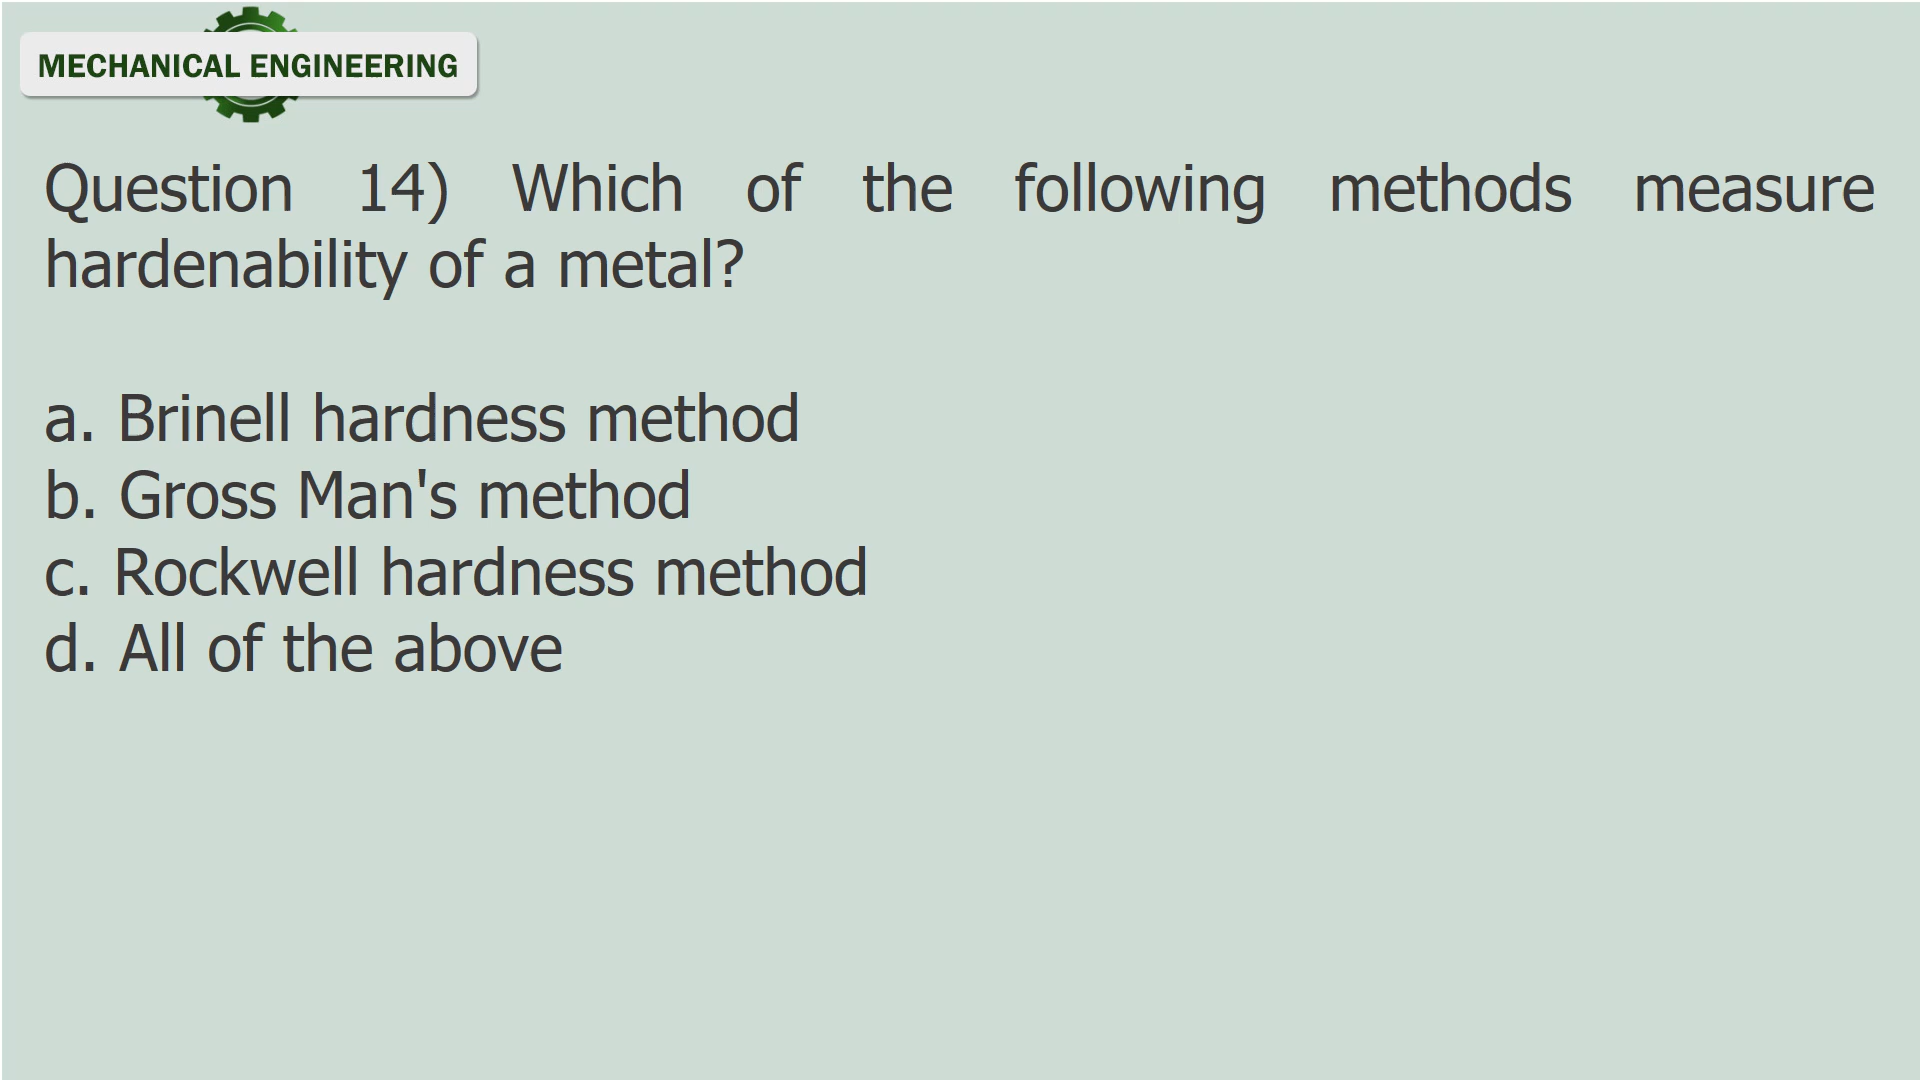 MECHANICAL ENGINEERING
Question 14) Which of the following methods measure
hardenability of a metal?
a. Brinell hardness method
b. Gross Man's method
c. Rockwell hardness method
d. All of the above